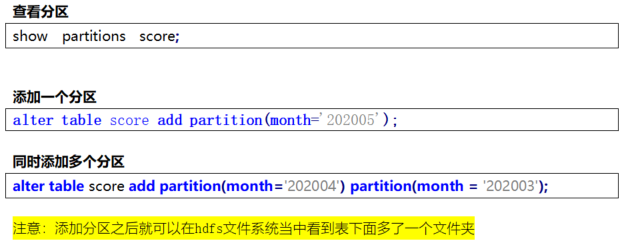 查看分区
show partitions score;
添加一个分区
alter table score add partition(month='202005');
同时添加多个分区
alter table score add partition(month='202004') partition(month = '202003');
注意：添加分区之后就可以在hdfs文件系统当中看到表下面多了一个文件夹